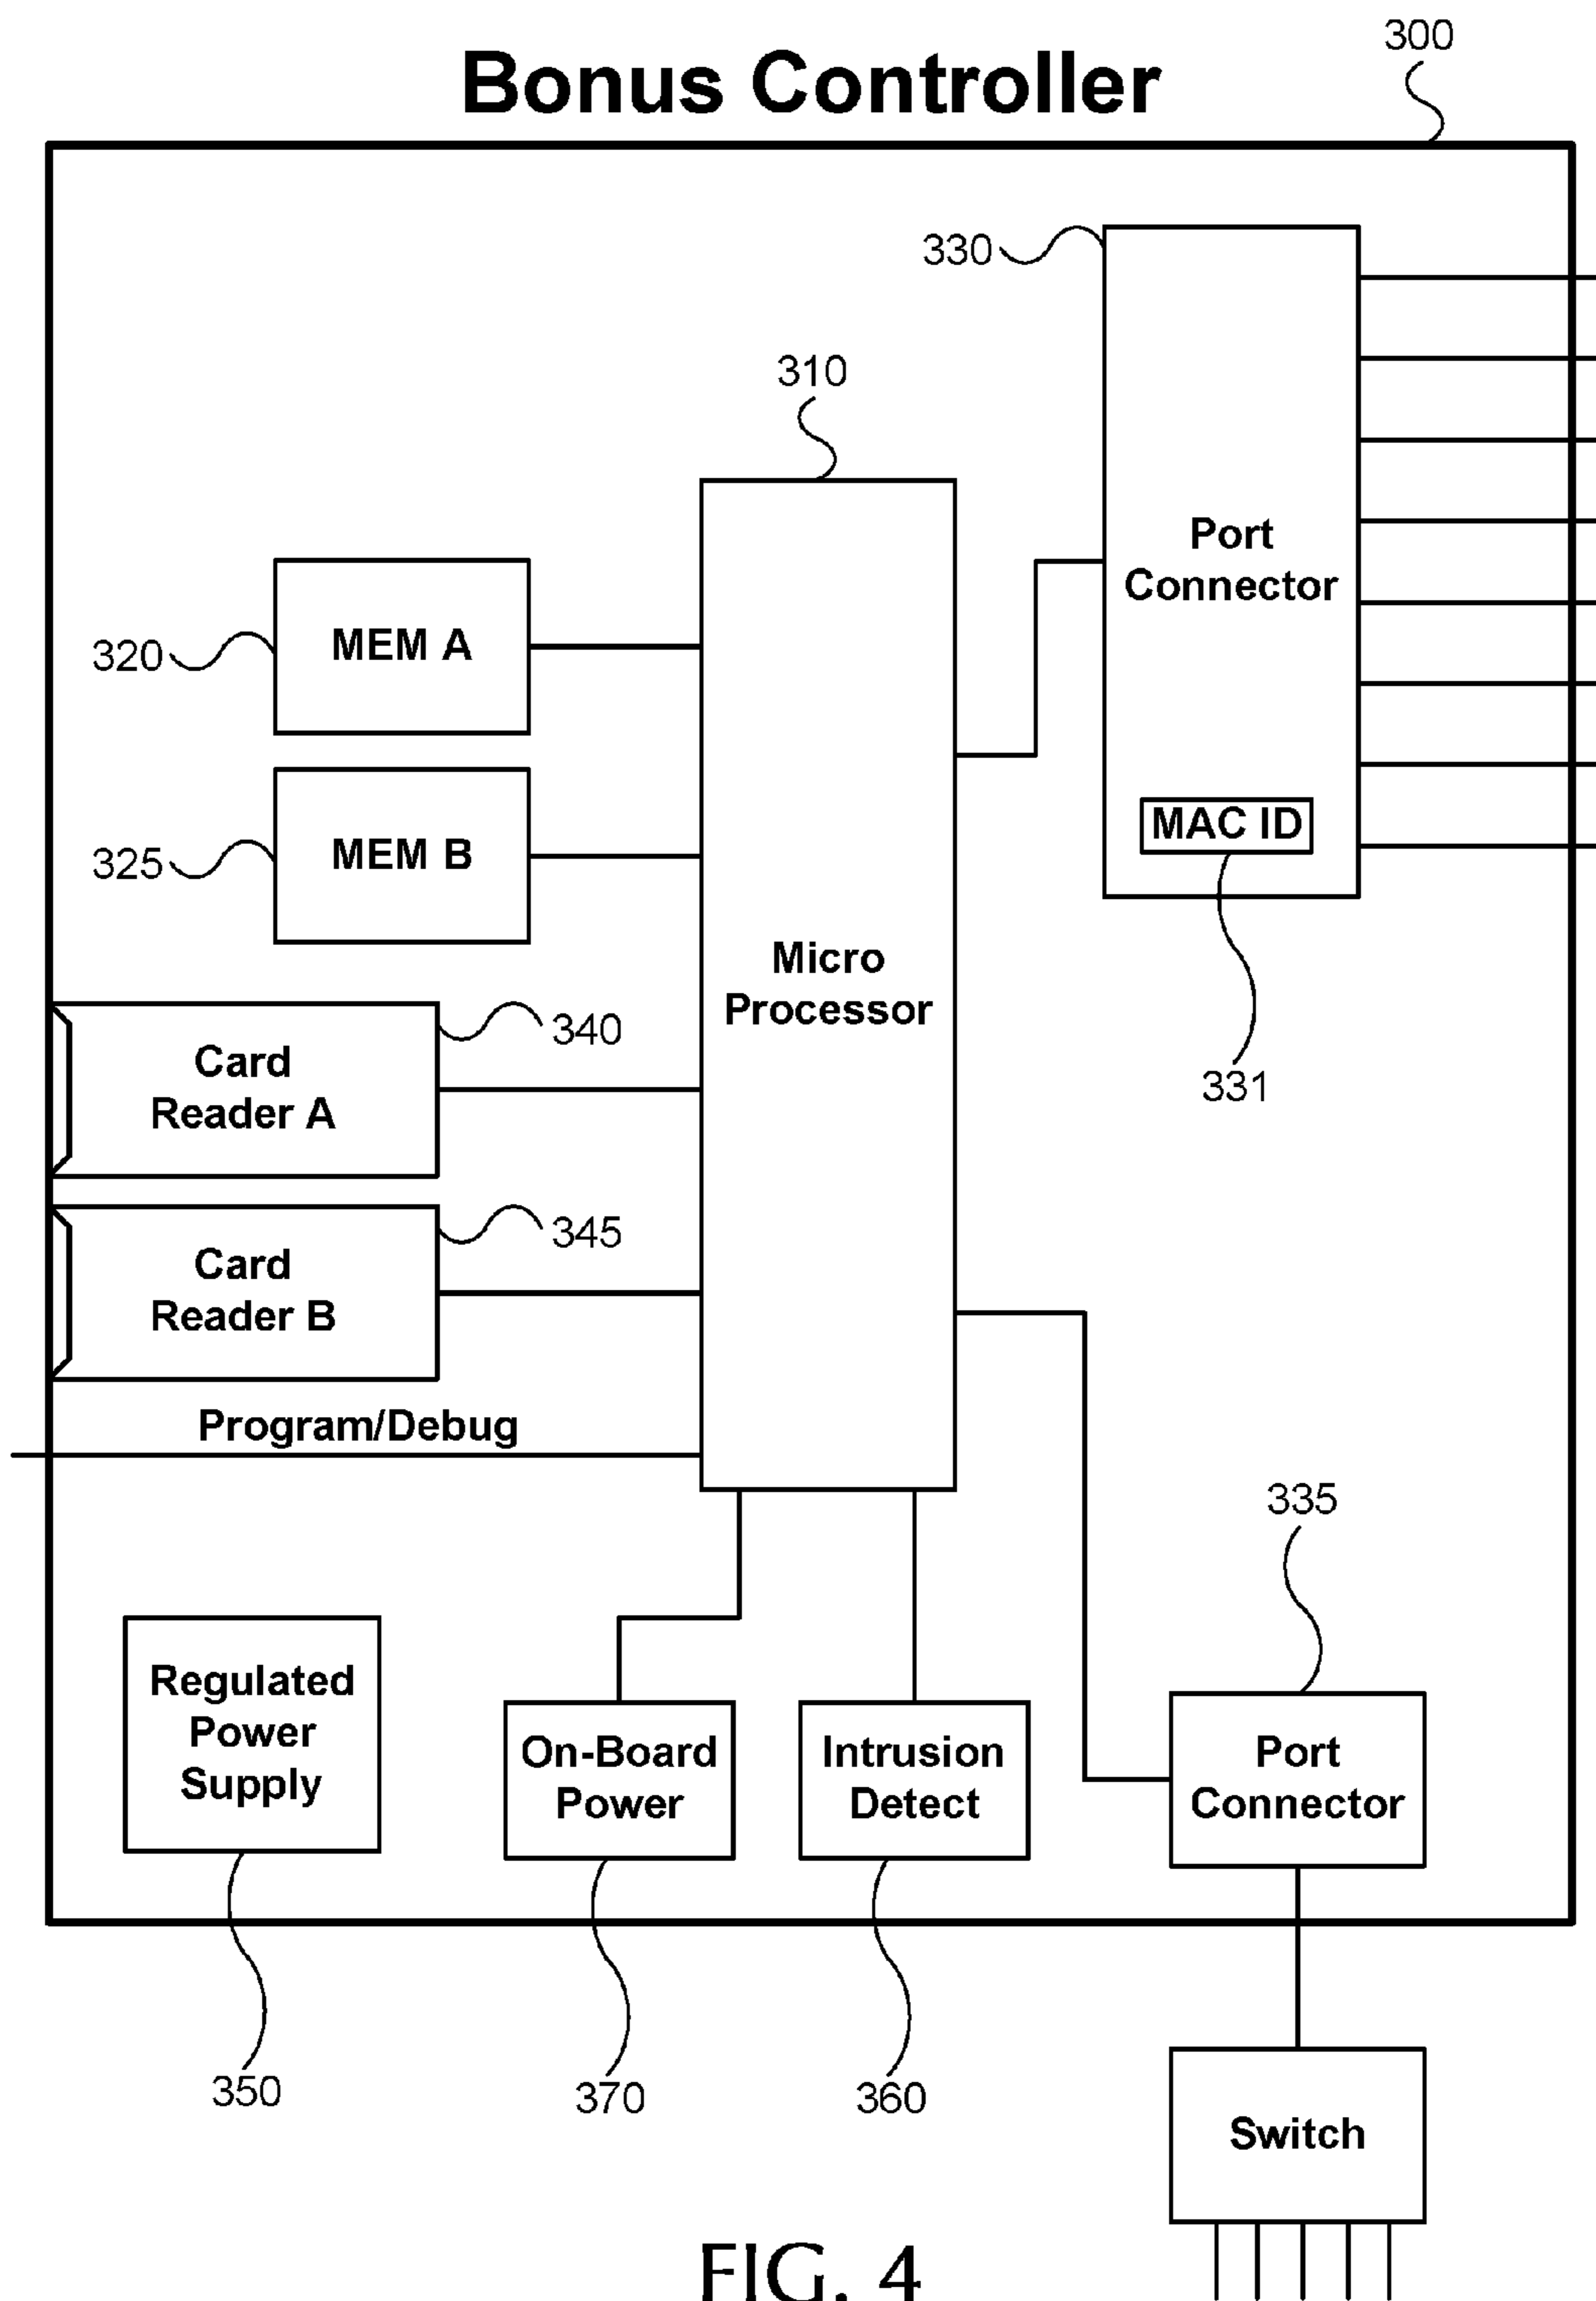 Bonus Controller
300
330
310
Port
Connector
MEM A
320
MAC ID
MEM B
325
Micro
Processor
340
Card
Reader A
331
345
Card
Reader B
Program/Debug
335
Regulated
Power
Supply
On-Board
Power
Intrusion
Detect
Port
Connector
350
370
360
Switch
FIG. 4